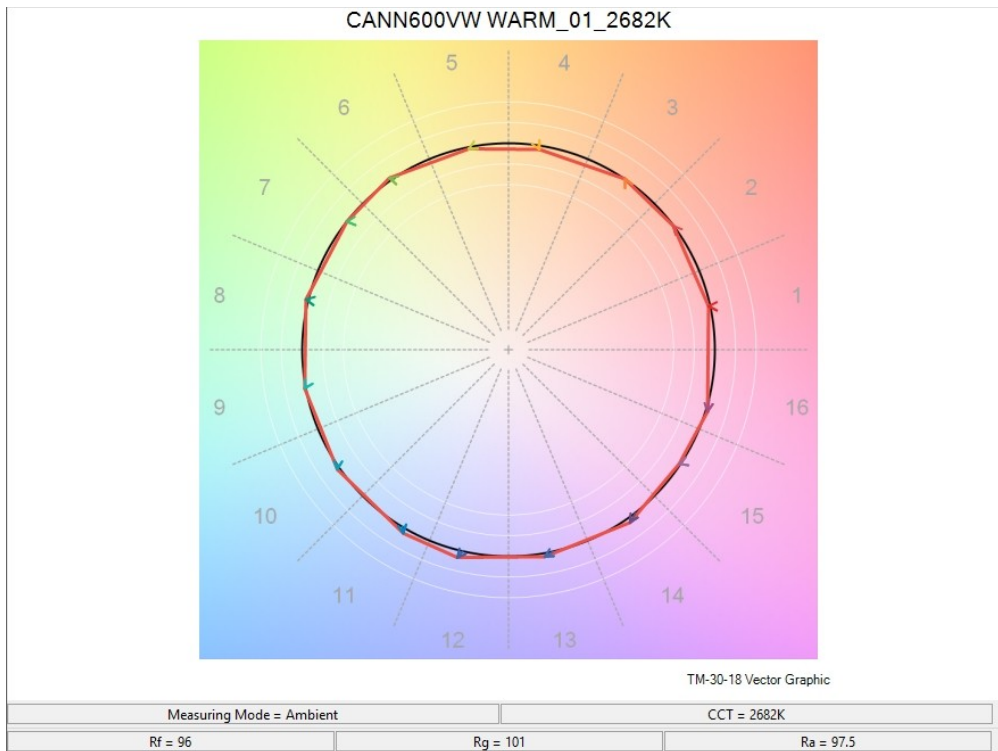 CANN600VW WARM_01_2682K
5 4
6 3
7 2
8 1
9 16
10 15
11 14
12 13
TM-30-18 Vector Graphic
Measuring Mode = Ambient CCT = 2682K
Rf = 96 Rg = 101 Ra = 97.5